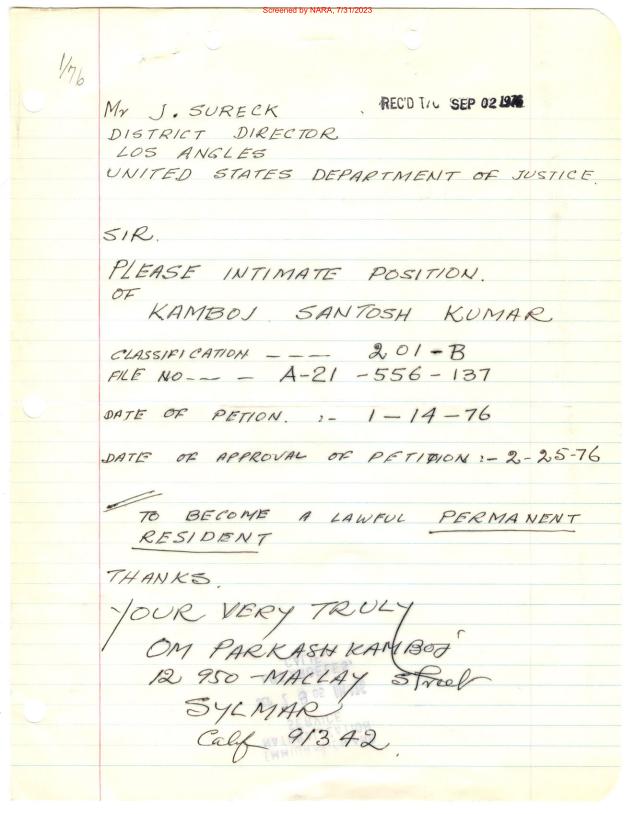 Screened by NARA, 7/31/2023
1/76
REC'D SEP 02 1976
Mr J. SURECK
DISTRICT DIRECTOR
LOS ANGLES
UNITED STATES DEPARTMENT OF JUSTICE.
SIR.
PLEASE INTIMATE POSITION.
OF
KAMBOJ SANTOSH KUMAR
CLASSIFICATION - - - - 201-B
FILE NO - - - A-21-556-137
DATE OF PETION. :- 1-14-76
DATE OF APPROVAL OF PETITION :- 2-25-76
TO BECOME A LAWFUL PERMANENT
RESIDENT
THANKS.
YOUR VERY TRULY
OM PARKASH KAMBOJ
12950-MACLAY Street
SYLMAR
Calif 91342.